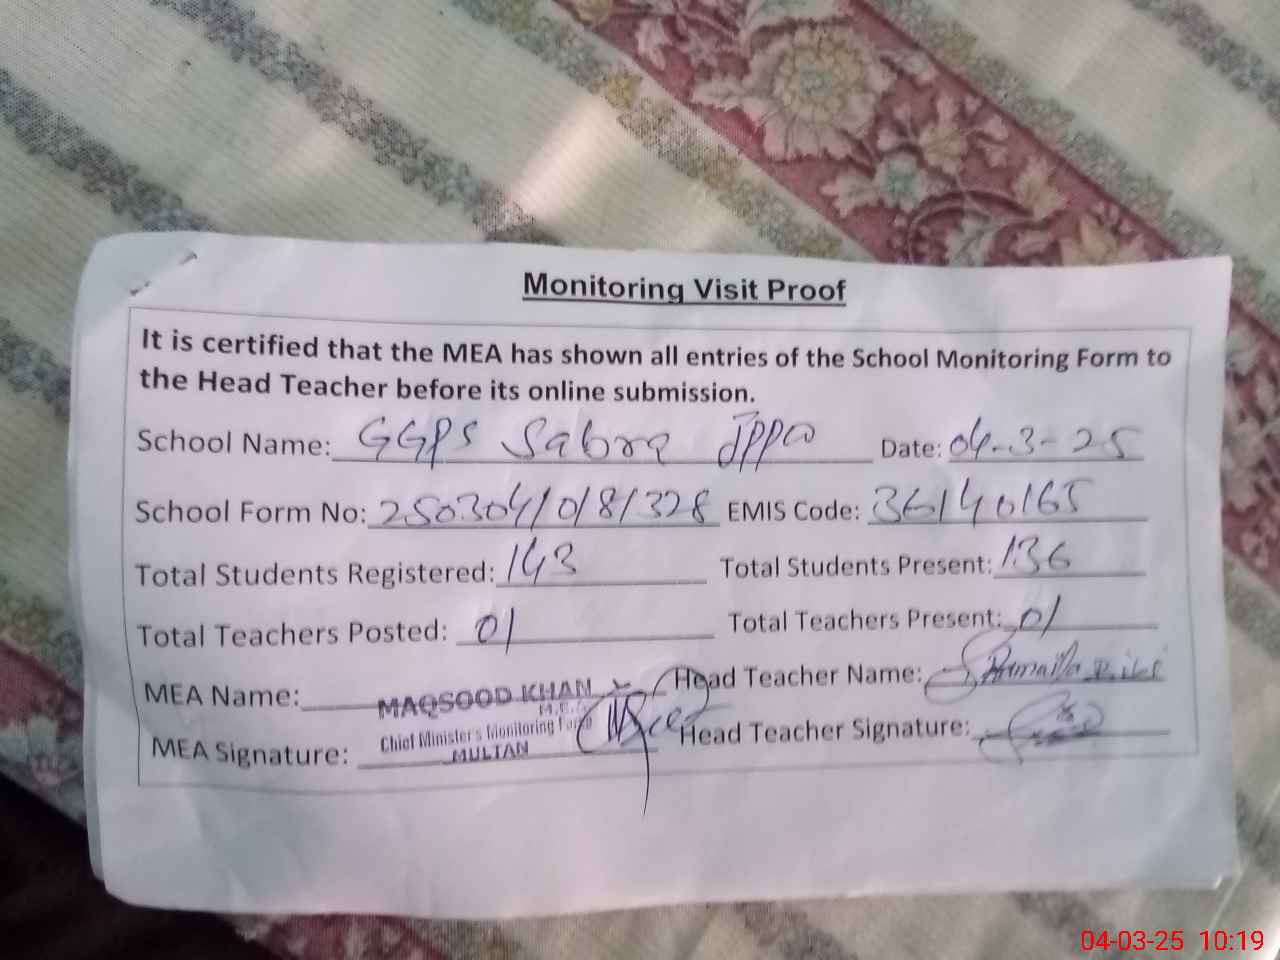 Monitoring Visit Proof
It is certified that the MEA has shown all entries of the School Monitoring Form to
the Head Teacher before its online submission.
School Name: GGPS Sabra Date: 04-3-25
School Form No: 2503041018/328 EMIS Code: 36140165
Total Students Registered: 143 Total Students Present: 136
Total Teachers Posted: 01 Total Teachers Present: 01
MEA Name: MAQSOOD KHAN Head Teacher Name:
M.E.A
Chief Minister's Monitoring Force
MEA Signature: MULTAN Head Teacher Signature:
04-03-25 10:19